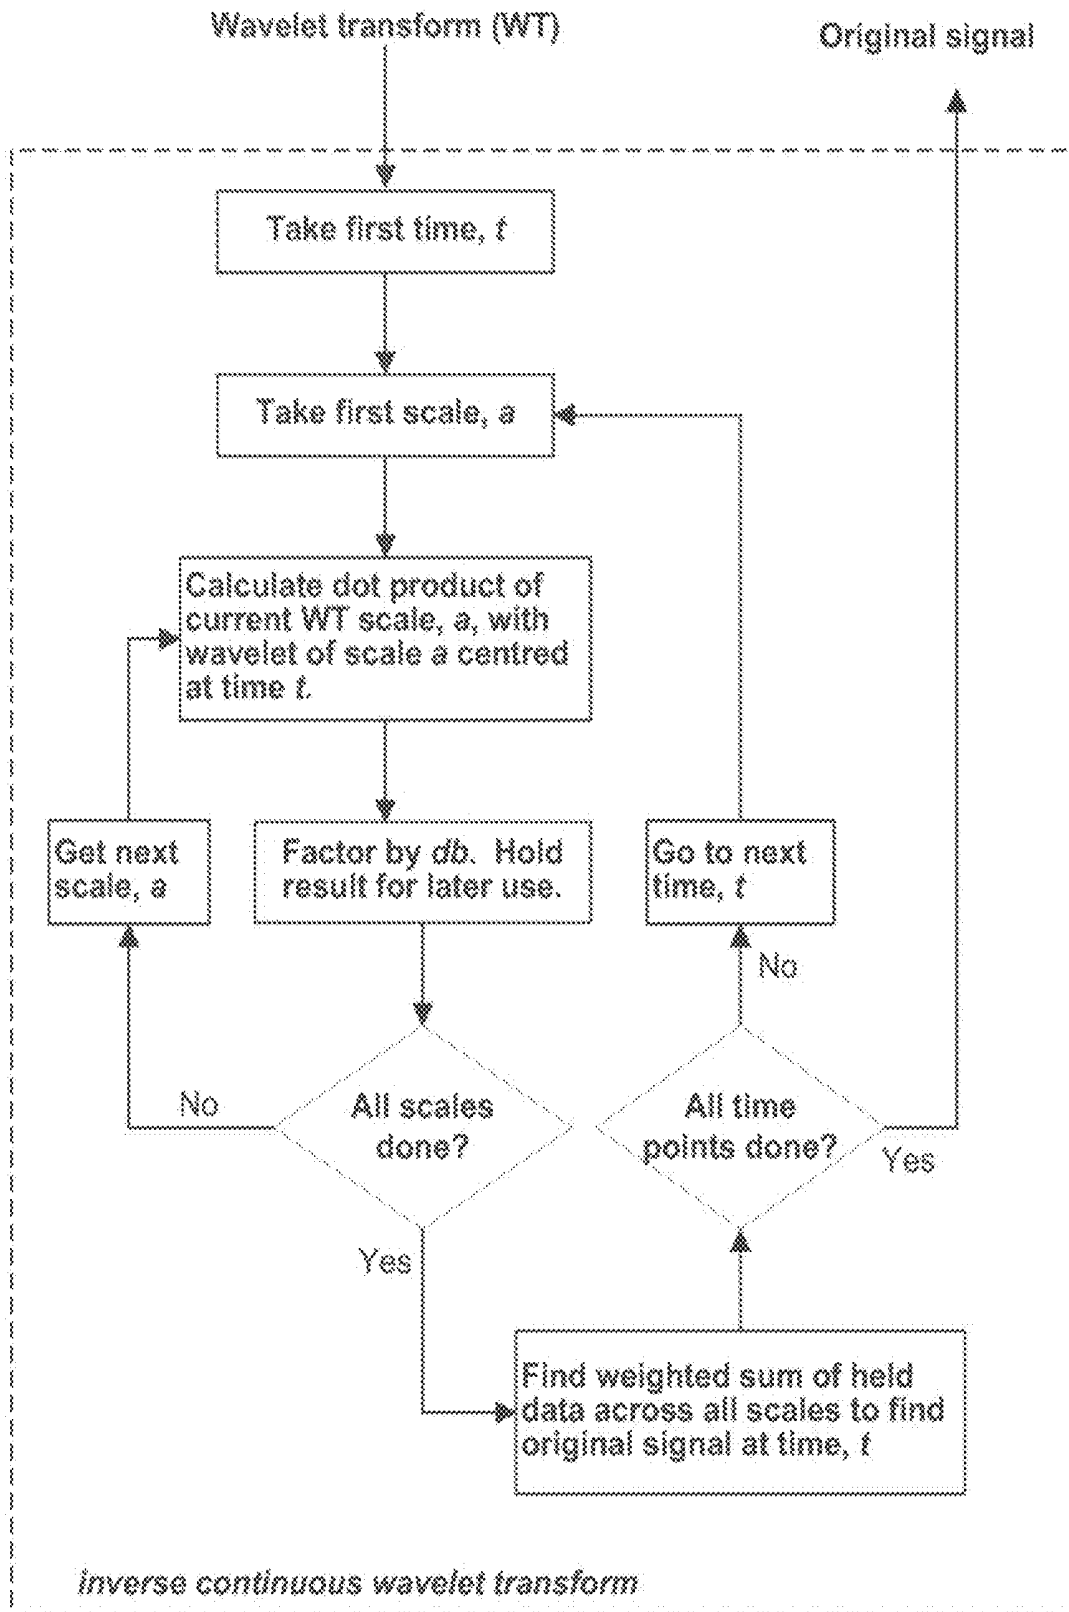 Wavelet transform (WT)
Original signal
Take first time, t
Take first scale, a
Calculate dot product of
current WT scale, a, with
wavelet of scale a centred
at time t.
Get next
scale, a
Factor by db. Hold
result for later use.
Go to next
time, t
No
No
All scales
done?
All time
points done?
Yes
Yes
Find weighted sum of held
data across all scales to find
original signal at time, t
inverse continuous wavelet transform